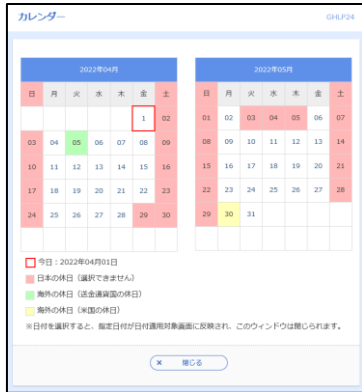 カレンダー GHLP24
2022年04月
日 月 火 水 木 金 土
1 02
03 04 05 06 07 08 09
10 11 12 13 14 15 16
17 18 19 20 21 22 23
24 25 26 27 28 29 30
2022年05月
日 月 火 水 木 金 土
01 02 03 04 05 06 07
08 09 10 11 12 13 14
15 16 17 18 19 20 21
22 23 24 25 26 27 28
29 30 31
今日：2022年04月01日
日本の休日（選択できません）
海外の休日（送金通貨国の休日）
海外の休日（米国の休日）
※日付を選択すると、指定日付が日付適用対象画面に反映され、このウィンドウは閉じられます。
× 閉じる